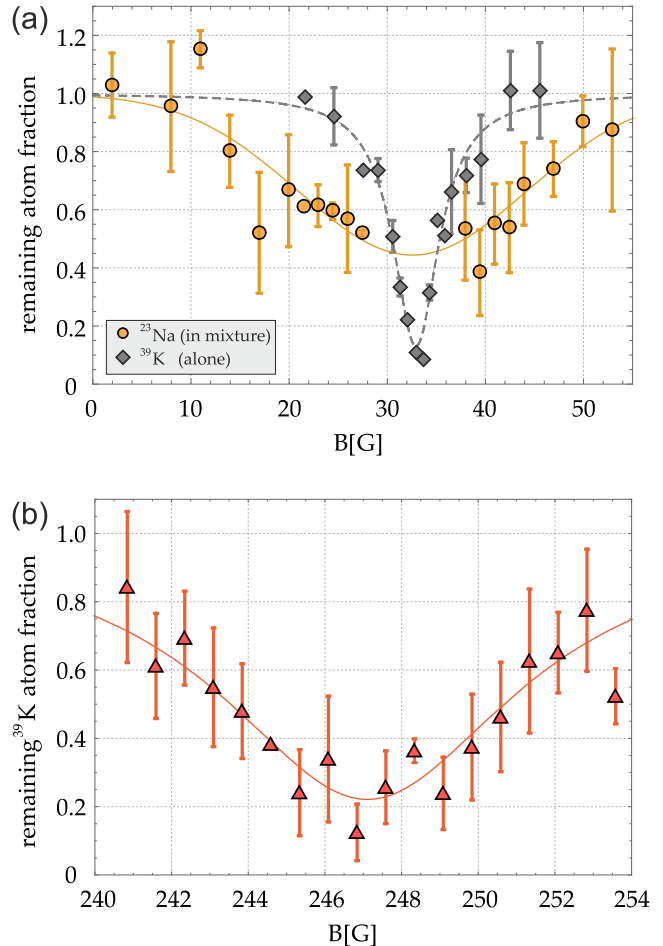 (a)
1.2
1.0
0.8
0.6
0.4
0.2
0
remaining atom fraction
²³Na (in mixture)
³⁹K (alone)
0 10 20 30 40 50
B[G]
(b)
1.0
0.8
0.6
0.4
0.2
0
remaining ³⁹K atom fraction
240 242 244 246 248 250 252 254
B[G]